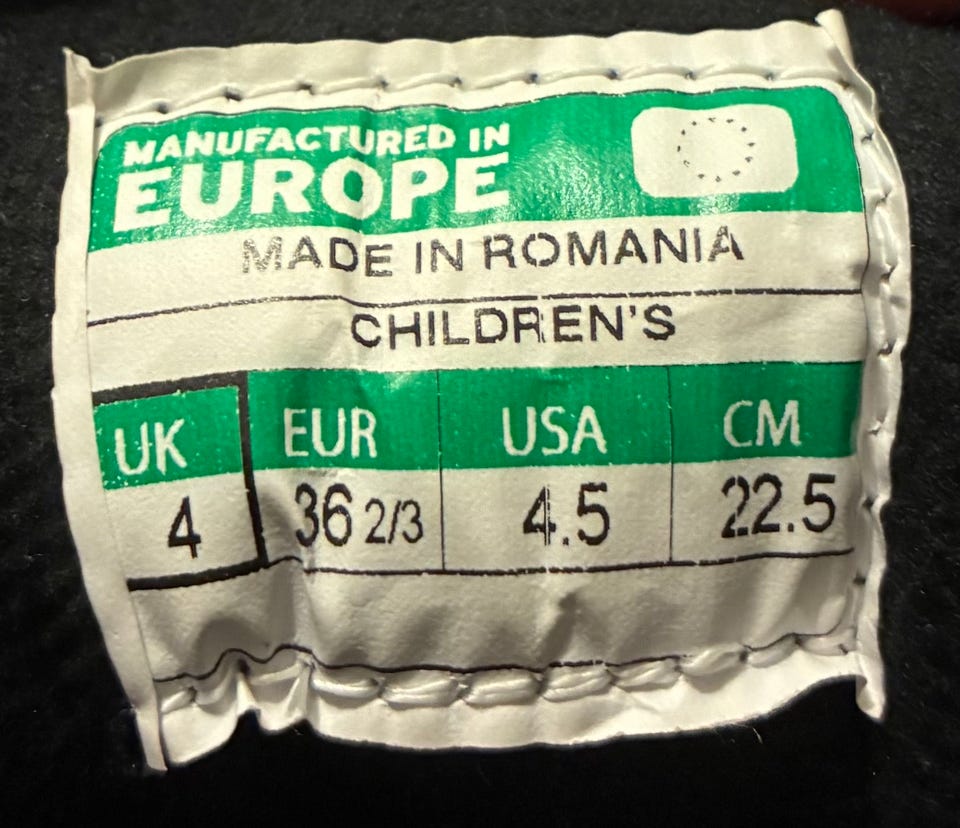 MANUFACTURED IN
EUROPE
MADE IN ROMANIA
CHILDREN'S
UK EUR USA CM
4 36 2/3 4.5 22.5